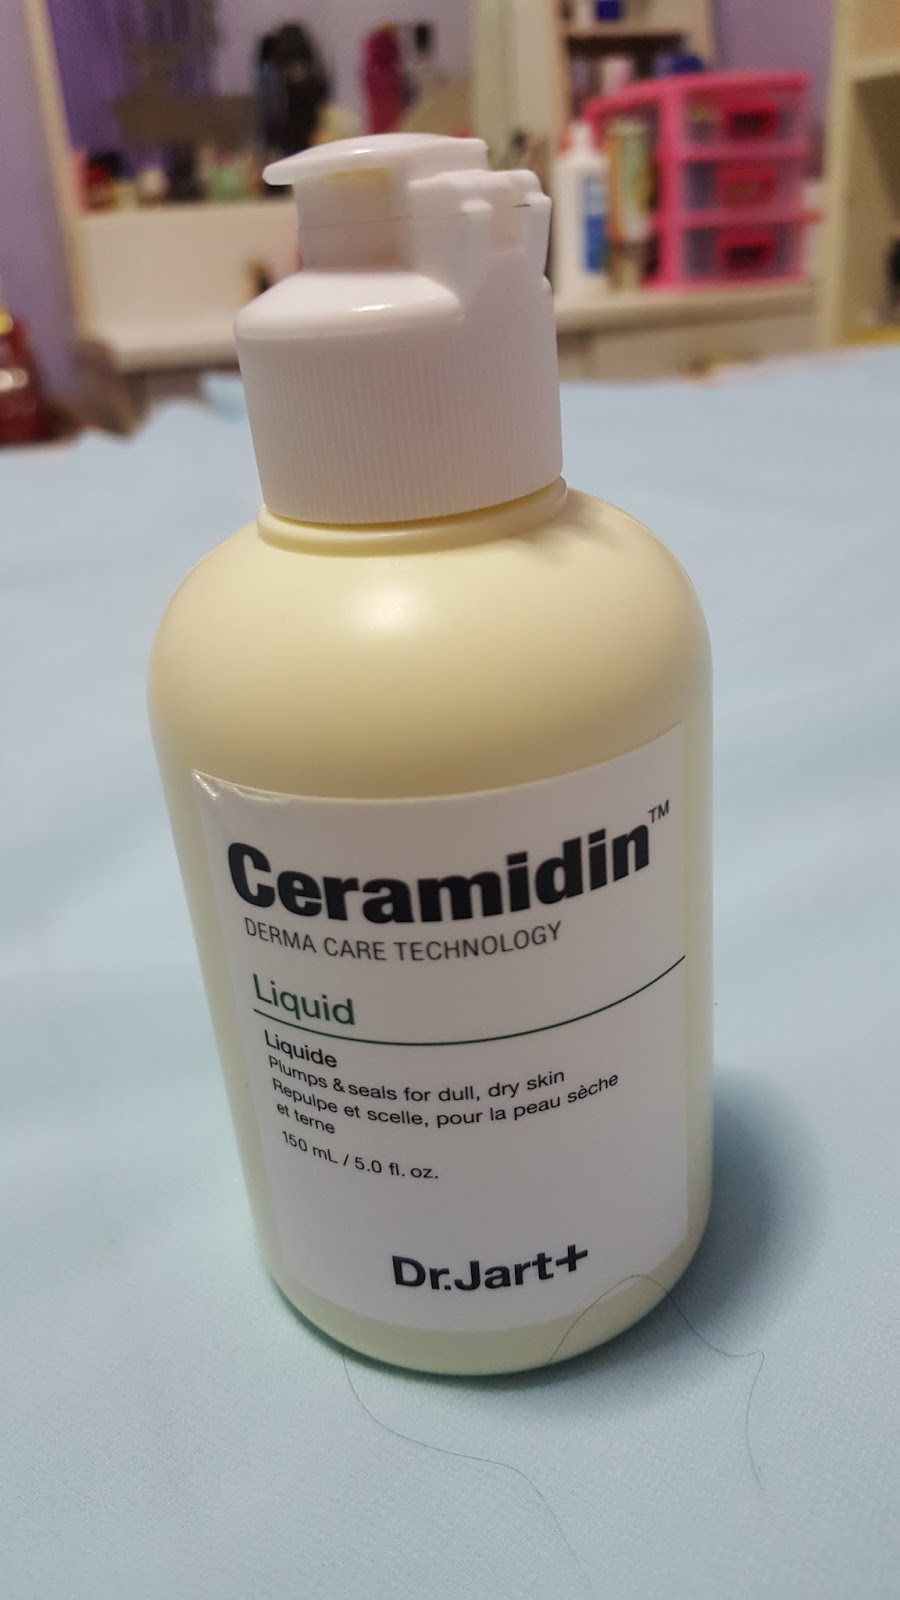 Ceramidin™
DERMA CARE TECHNOLOGY
Liquid
Liquide
Plumps & seals for dull, dry skin
Repulpe et scelle, pour la peau sèche
et terne
150 mL / 5.0 fl. oz.
Dr.Jart+